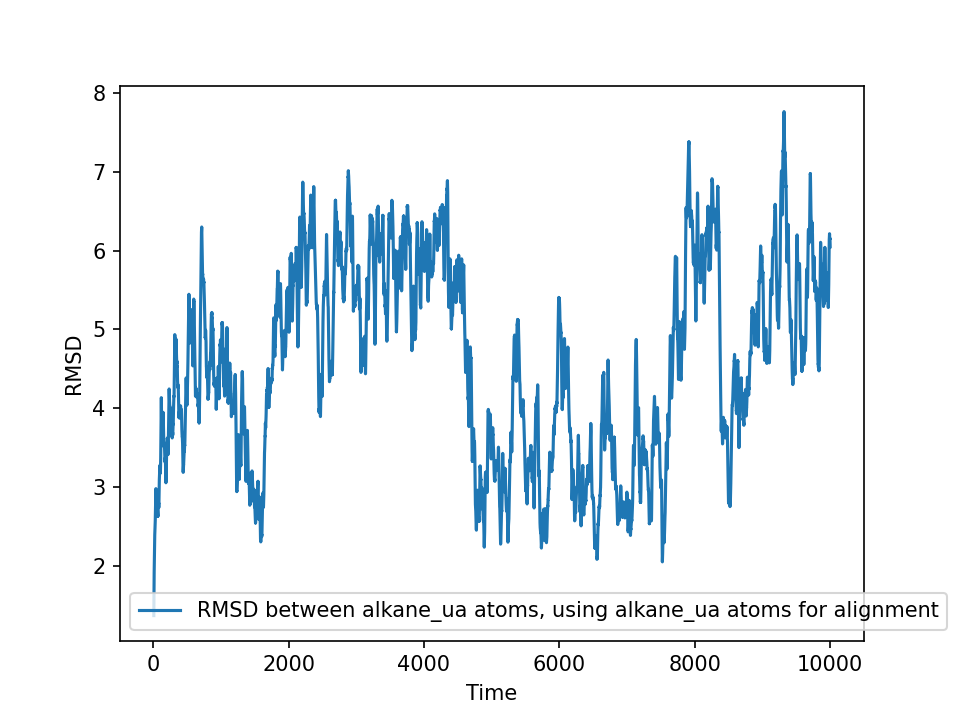 8
7
6
5
4
3
2
RMSD
RMSD between alkane_ua atoms, using alkane_ua atoms for alignment
0 2000 4000 6000 8000 10000
Time